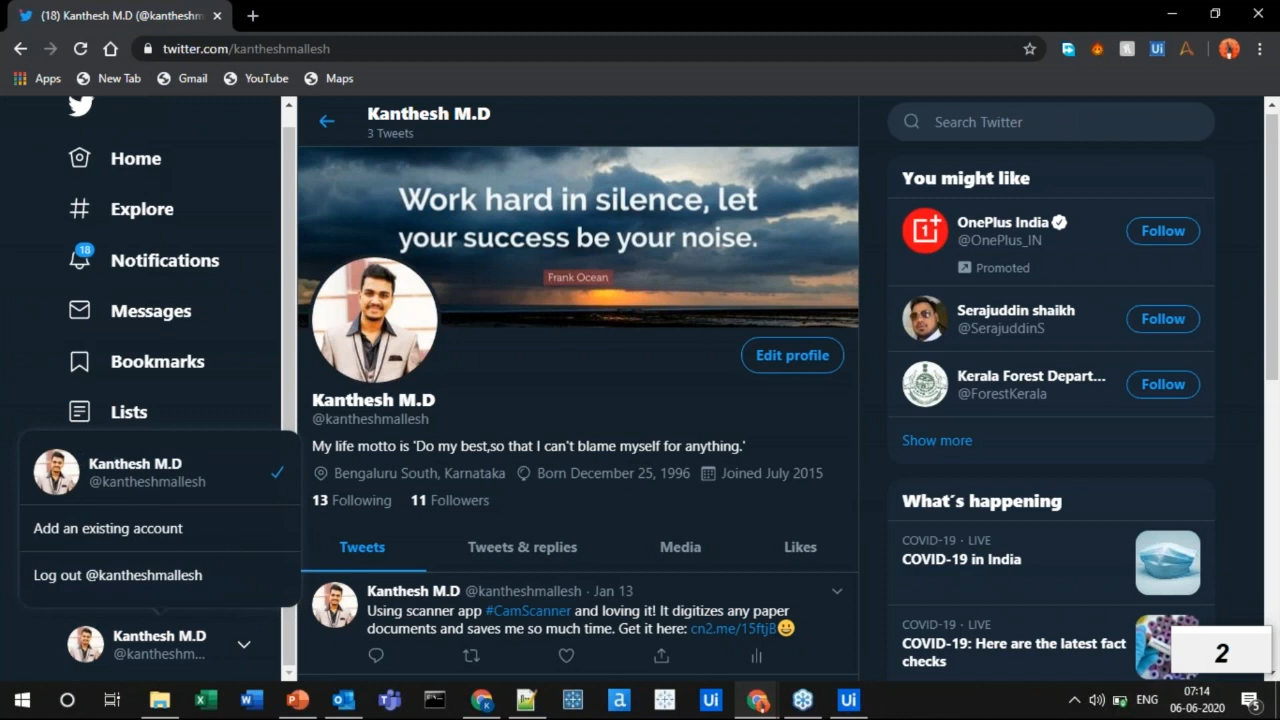 (18) Kanthesh M.D (@kantheshm
twitter.com/kantheshmallesh
Apps New Tab Gmail YouTube Maps
Home
Explore
18
Notifications
Messages
Bookmarks
Lists
Kanthesh M.D
@kantheshmallesh
Add an existing account
Log out @kantheshmallesh
Kanthesh M.D
@kantheshm...
Kanthesh M.D
3 Tweets
Work hard in silence, let
your success be your noise.
Frank Ocean
Edit profile
Kanthesh M.D
@kantheshmallesh
My life motto is 'Do my best,so that I can't blame myself for anything.'
Bengaluru South, Karnataka Born December 25, 1996 Joined July 2015
13 Following 11 Followers
Tweets Tweets & replies Media Likes
Kanthesh M.D @kantheshmallesh · Jan 13
Using scanner app #CamScanner and loving it! It digitizes any paper
documents and saves me so much time. Get it here: cn2.me/15ftjB
Search Twitter
You might like
OnePlus India
@OnePlus_IN
Promoted
Follow
Serajuddin shaikh
@SerajuddinS
Follow
Kerala Forest Depart...
@ForestKerala
Follow
Show more
What´s happening
COVID-19 · LIVE
COVID-19 in India
COVID-19 · LIVE
COVID-19: Here are the latest fact
checks
2
ENG
07:14
06-06-2020
5